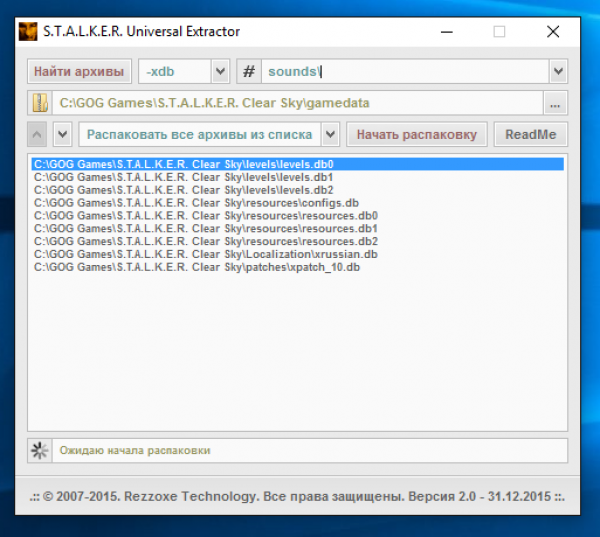 S.T.A.L.K.E.R. Universal Extractor
Найти архивы -xdb # sounds\
C:\GOG Games\S.T.A.L.K.E.R. Clear Sky\gamedata ...
Распаковать все архивы из списка Начать распаковку ReadMe
C:\GOG Games\S.T.A.L.K.E.R. Clear Sky\levels\levels.db0
C:\GOG Games\S.T.A.L.K.E.R. Clear Sky\levels\levels.db1
C:\GOG Games\S.T.A.L.K.E.R. Clear Sky\levels\levels.db2
C:\GOG Games\S.T.A.L.K.E.R. Clear Sky\resources\configs.db
C:\GOG Games\S.T.A.L.K.E.R. Clear Sky\resources\resources.db0
C:\GOG Games\S.T.A.L.K.E.R. Clear Sky\resources\resources.db1
C:\GOG Games\S.T.A.L.K.E.R. Clear Sky\resources\resources.db2
C:\GOG Games\S.T.A.L.K.E.R. Clear Sky\Localization\xrussian.db
C:\GOG Games\S.T.A.L.K.E.R. Clear Sky\patches\xpatch_10.db
Ожидаю начала распаковки
.:: © 2007-2015. Rezzoxe Technology. Все права защищены. Версия 2.0 - 31.12.2015 ::.